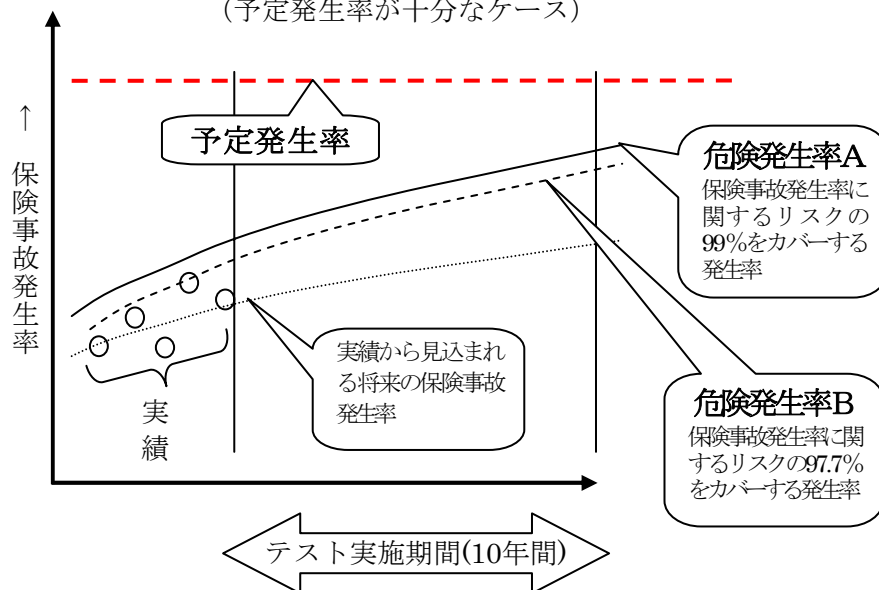 (予定発生率が十分なケース)
予定発生率
↑
保険事故発生率
危険発生率A
保険事故発生率に
関するリスクの
99%をカバーする
発生率
実績から見込まれ
る将来の保険事故
発生率
実績
危険発生率B
保険事故発生率に関
するリスクの97.7%
をカバーする発生率
テスト実施期間(10年間)